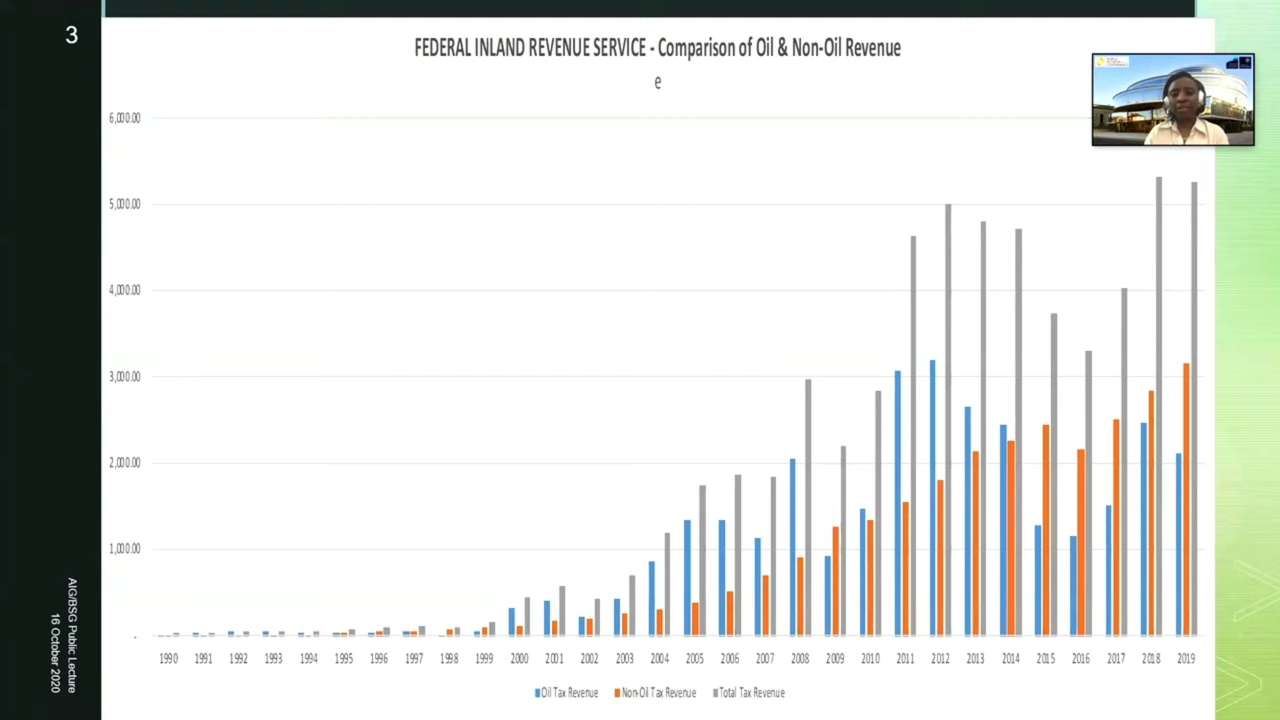 3
FEDERAL INLAND REVENUE SERVICE - Comparison of Oil & Non-Oil Revenue
e
6,000.00
5,000.00
4,000.00
3,000.00
2,000.00
1,000.00
-
1990 1991 1992 1993 1994 1995 1996 1997 1998 1999 2000 2001 2002 2003 2004 2005 2006 2007 2008 2009 2010 2011 2012 2013 2014 2015 2016 2017 2018 2019
Oil Tax Revenue Non-Oil Tax Revenue Total Tax Revenue
AIG/BSG Public Lecture
16 October 2020